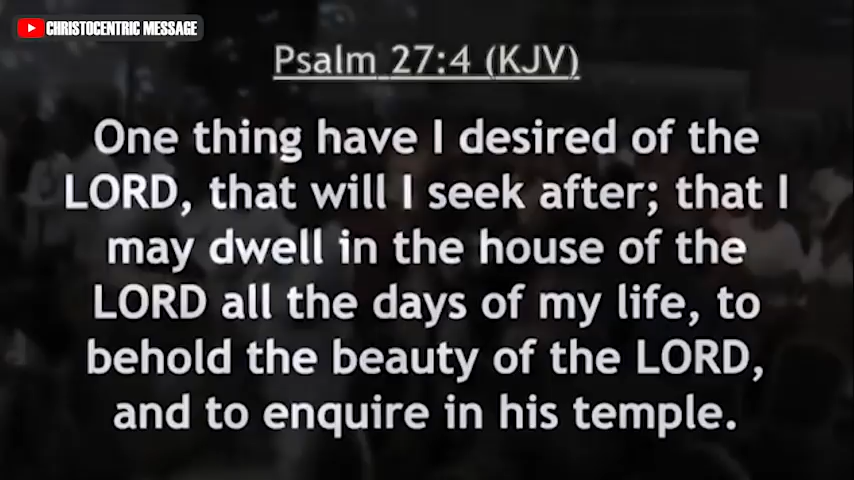 CHRISTOCENTRIC MESSAGE
Psalm 27:4 (KJV)
One thing have I desired of the
LORD, that will I seek after; that I
may dwell in the house of the
LORD all the days of my life, to
behold the beauty of the LORD,
and to enquire in his temple.